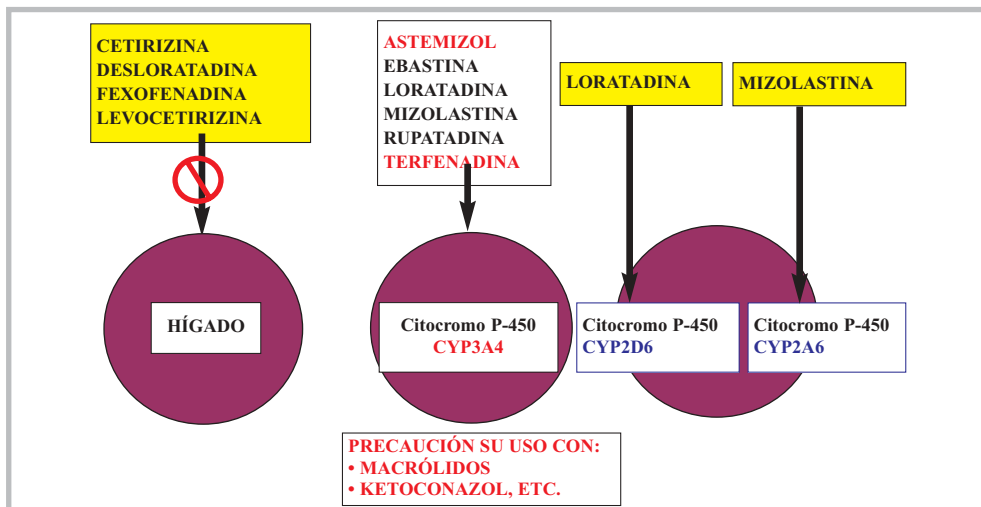 CETIRIZINA
DESLORATADINA
FEXOFENADINA
LEVOCETIRIZINA
HÍGADO
ASTEMIZOL
EBASTINA
LORATADINA
MIZOLASTINA
RUPATADINA
TERFENADINA
Citocromo P-450
CYP3A4
PRECAUCIÓN SU USO CON:
• MACRÓLIDOS
• KETOCONAZOL, ETC.
LORATADINA
Citocromo P-450
CYP2D6
MIZOLASTINA
Citocromo P-450
CYP2A6